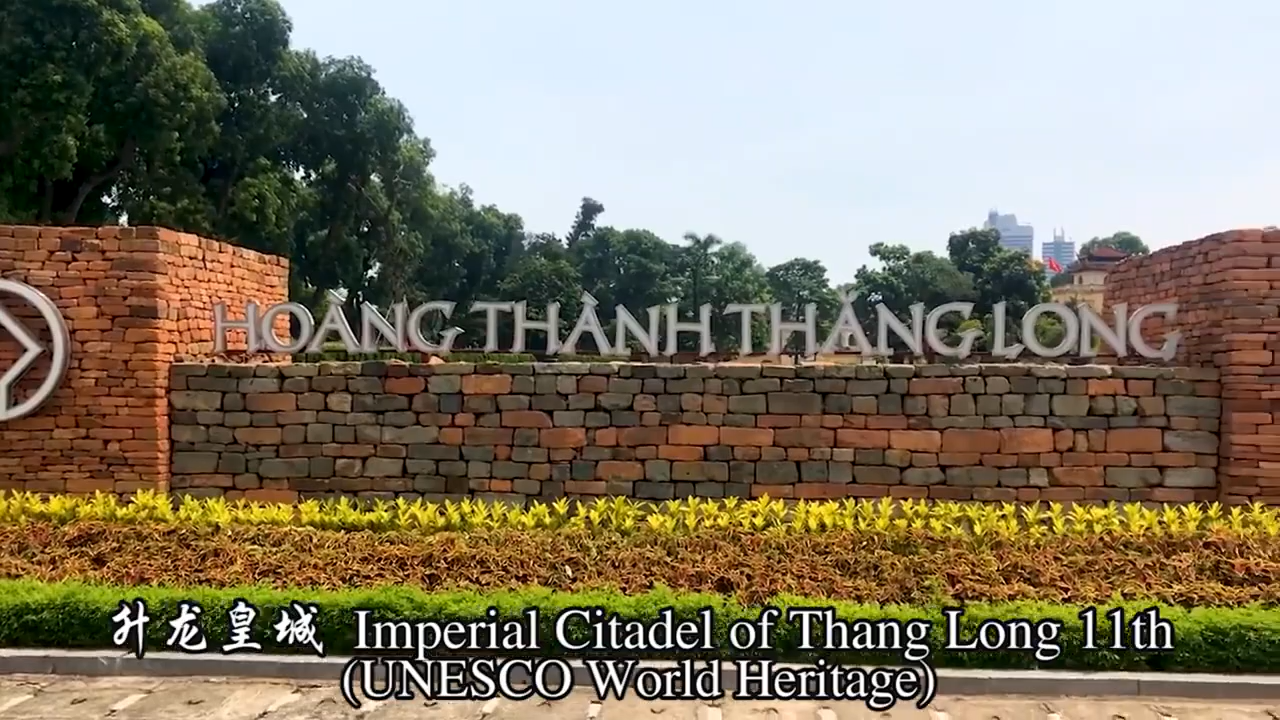 HOÀNG THÀNH THĂNG LONG
升龙皇城 Imperial Citadel of Thang Long 11th
(UNESCO World Heritage)